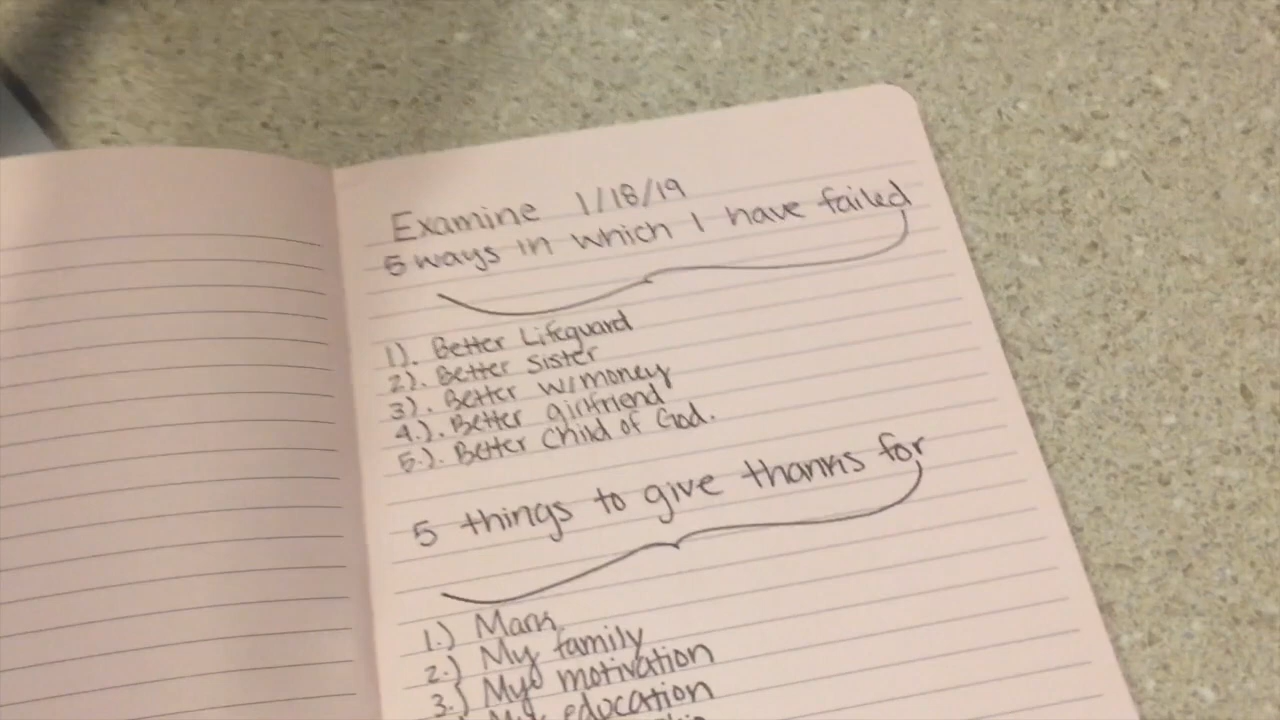 Examine 1/18/19
5 ways in which I have failed
1). Better Lifeguard
2). Better Sister
3). Better w/money
4.). Better girlfriend
5.). Better Child of God.
5 things to give thanks for
1.) Mark
2.) My family
3.) My motivation
My education